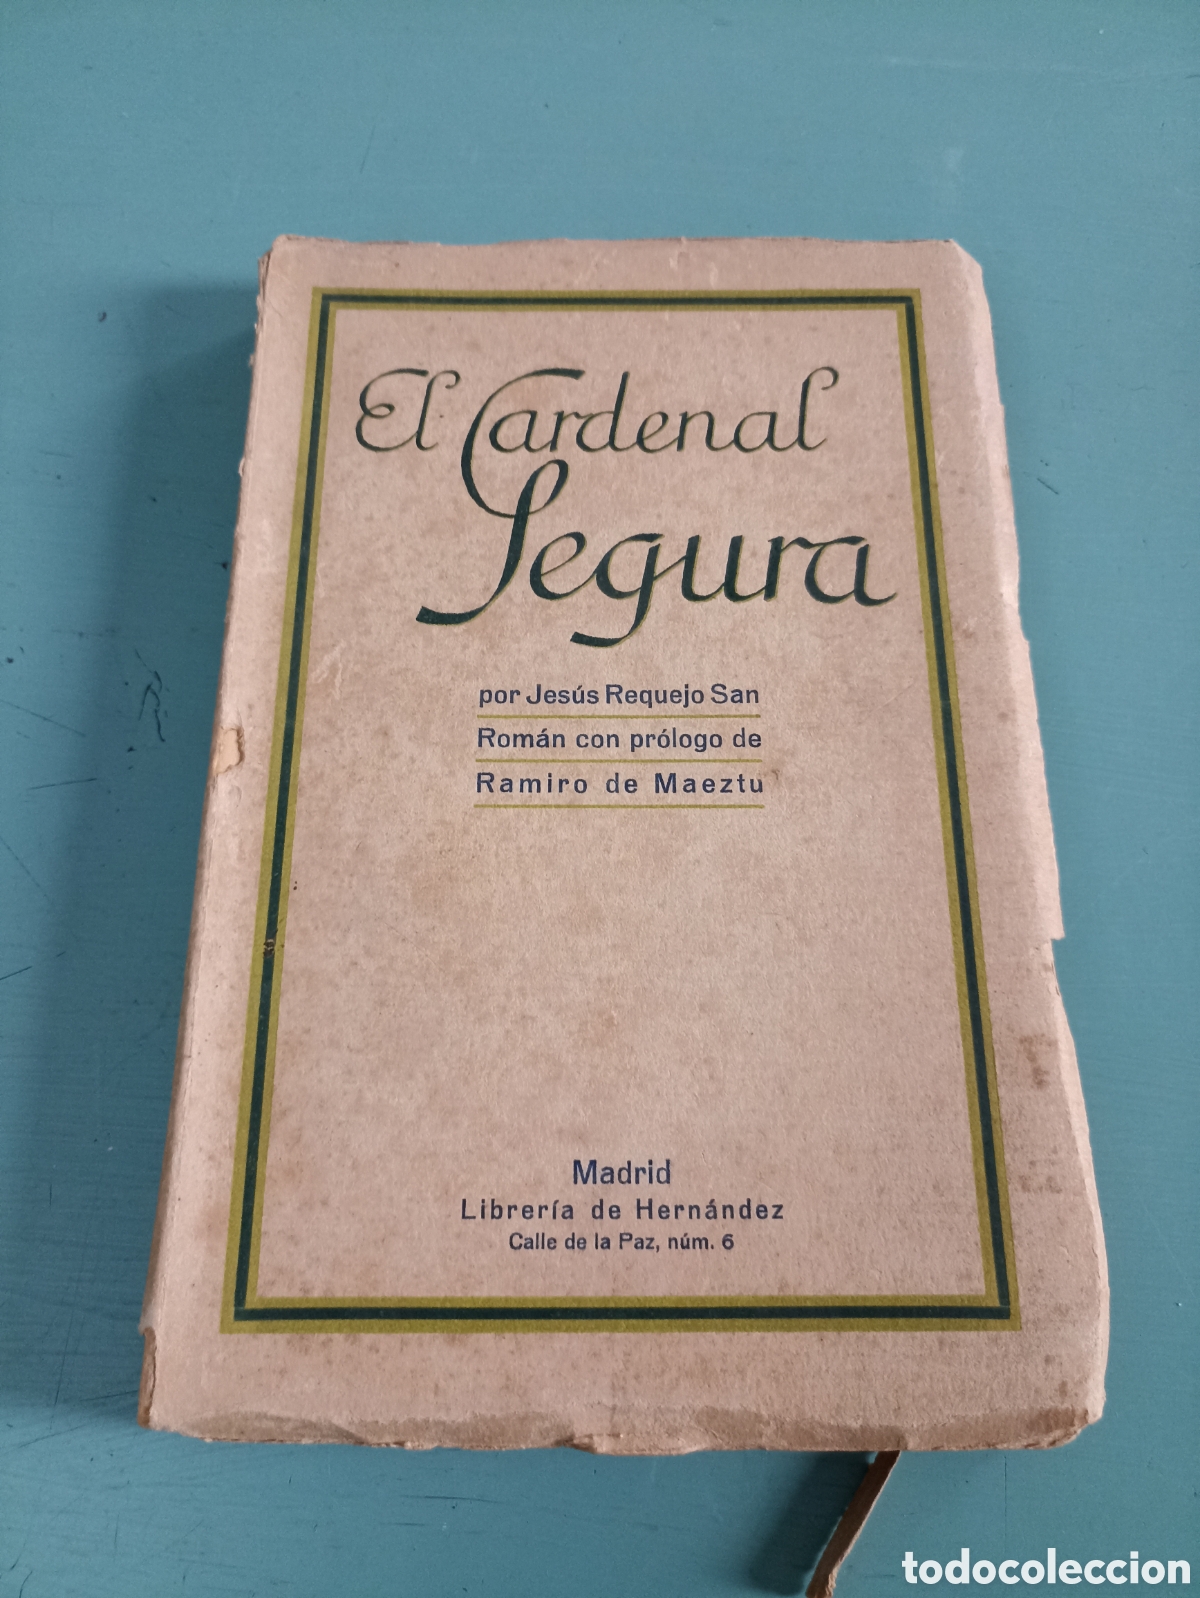 El Cardenal
Segura
por Jesús Requejo San
Román con prólogo de
Ramiro de Maeztu
Madrid
Librería de Hernández
Calle de la Paz, núm. 6
todocoleccion